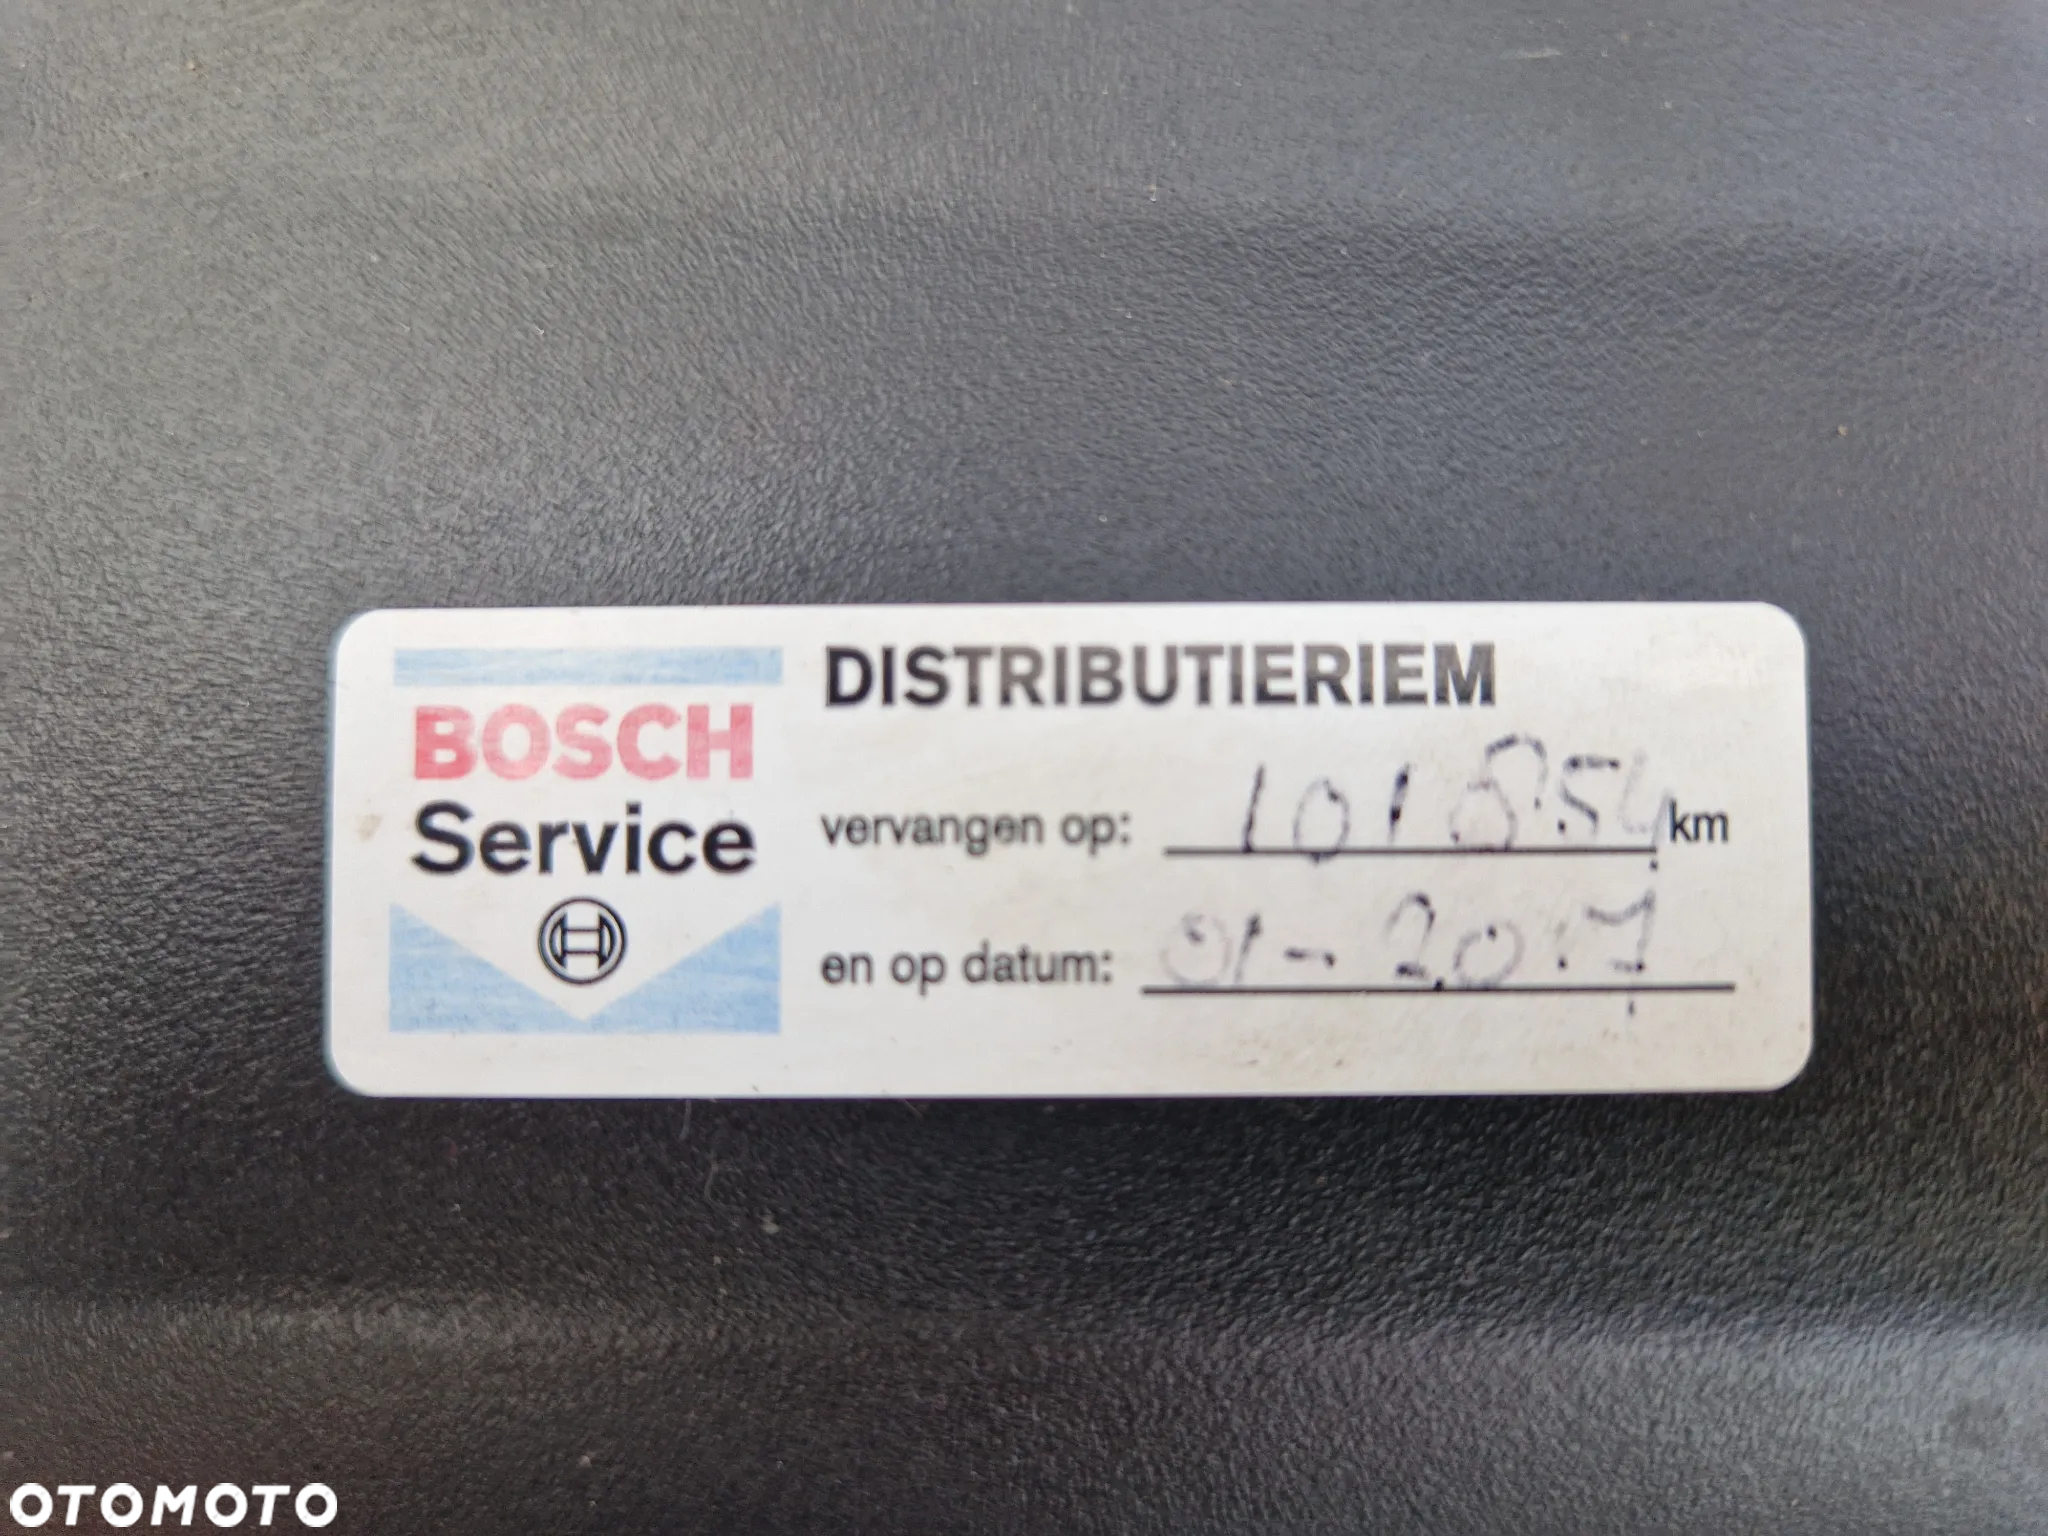 DISTRIBUTIERIEM
BOSCH
Service
vervangen op: 101854 km
en op datum: 01-2017
OTOMOTO